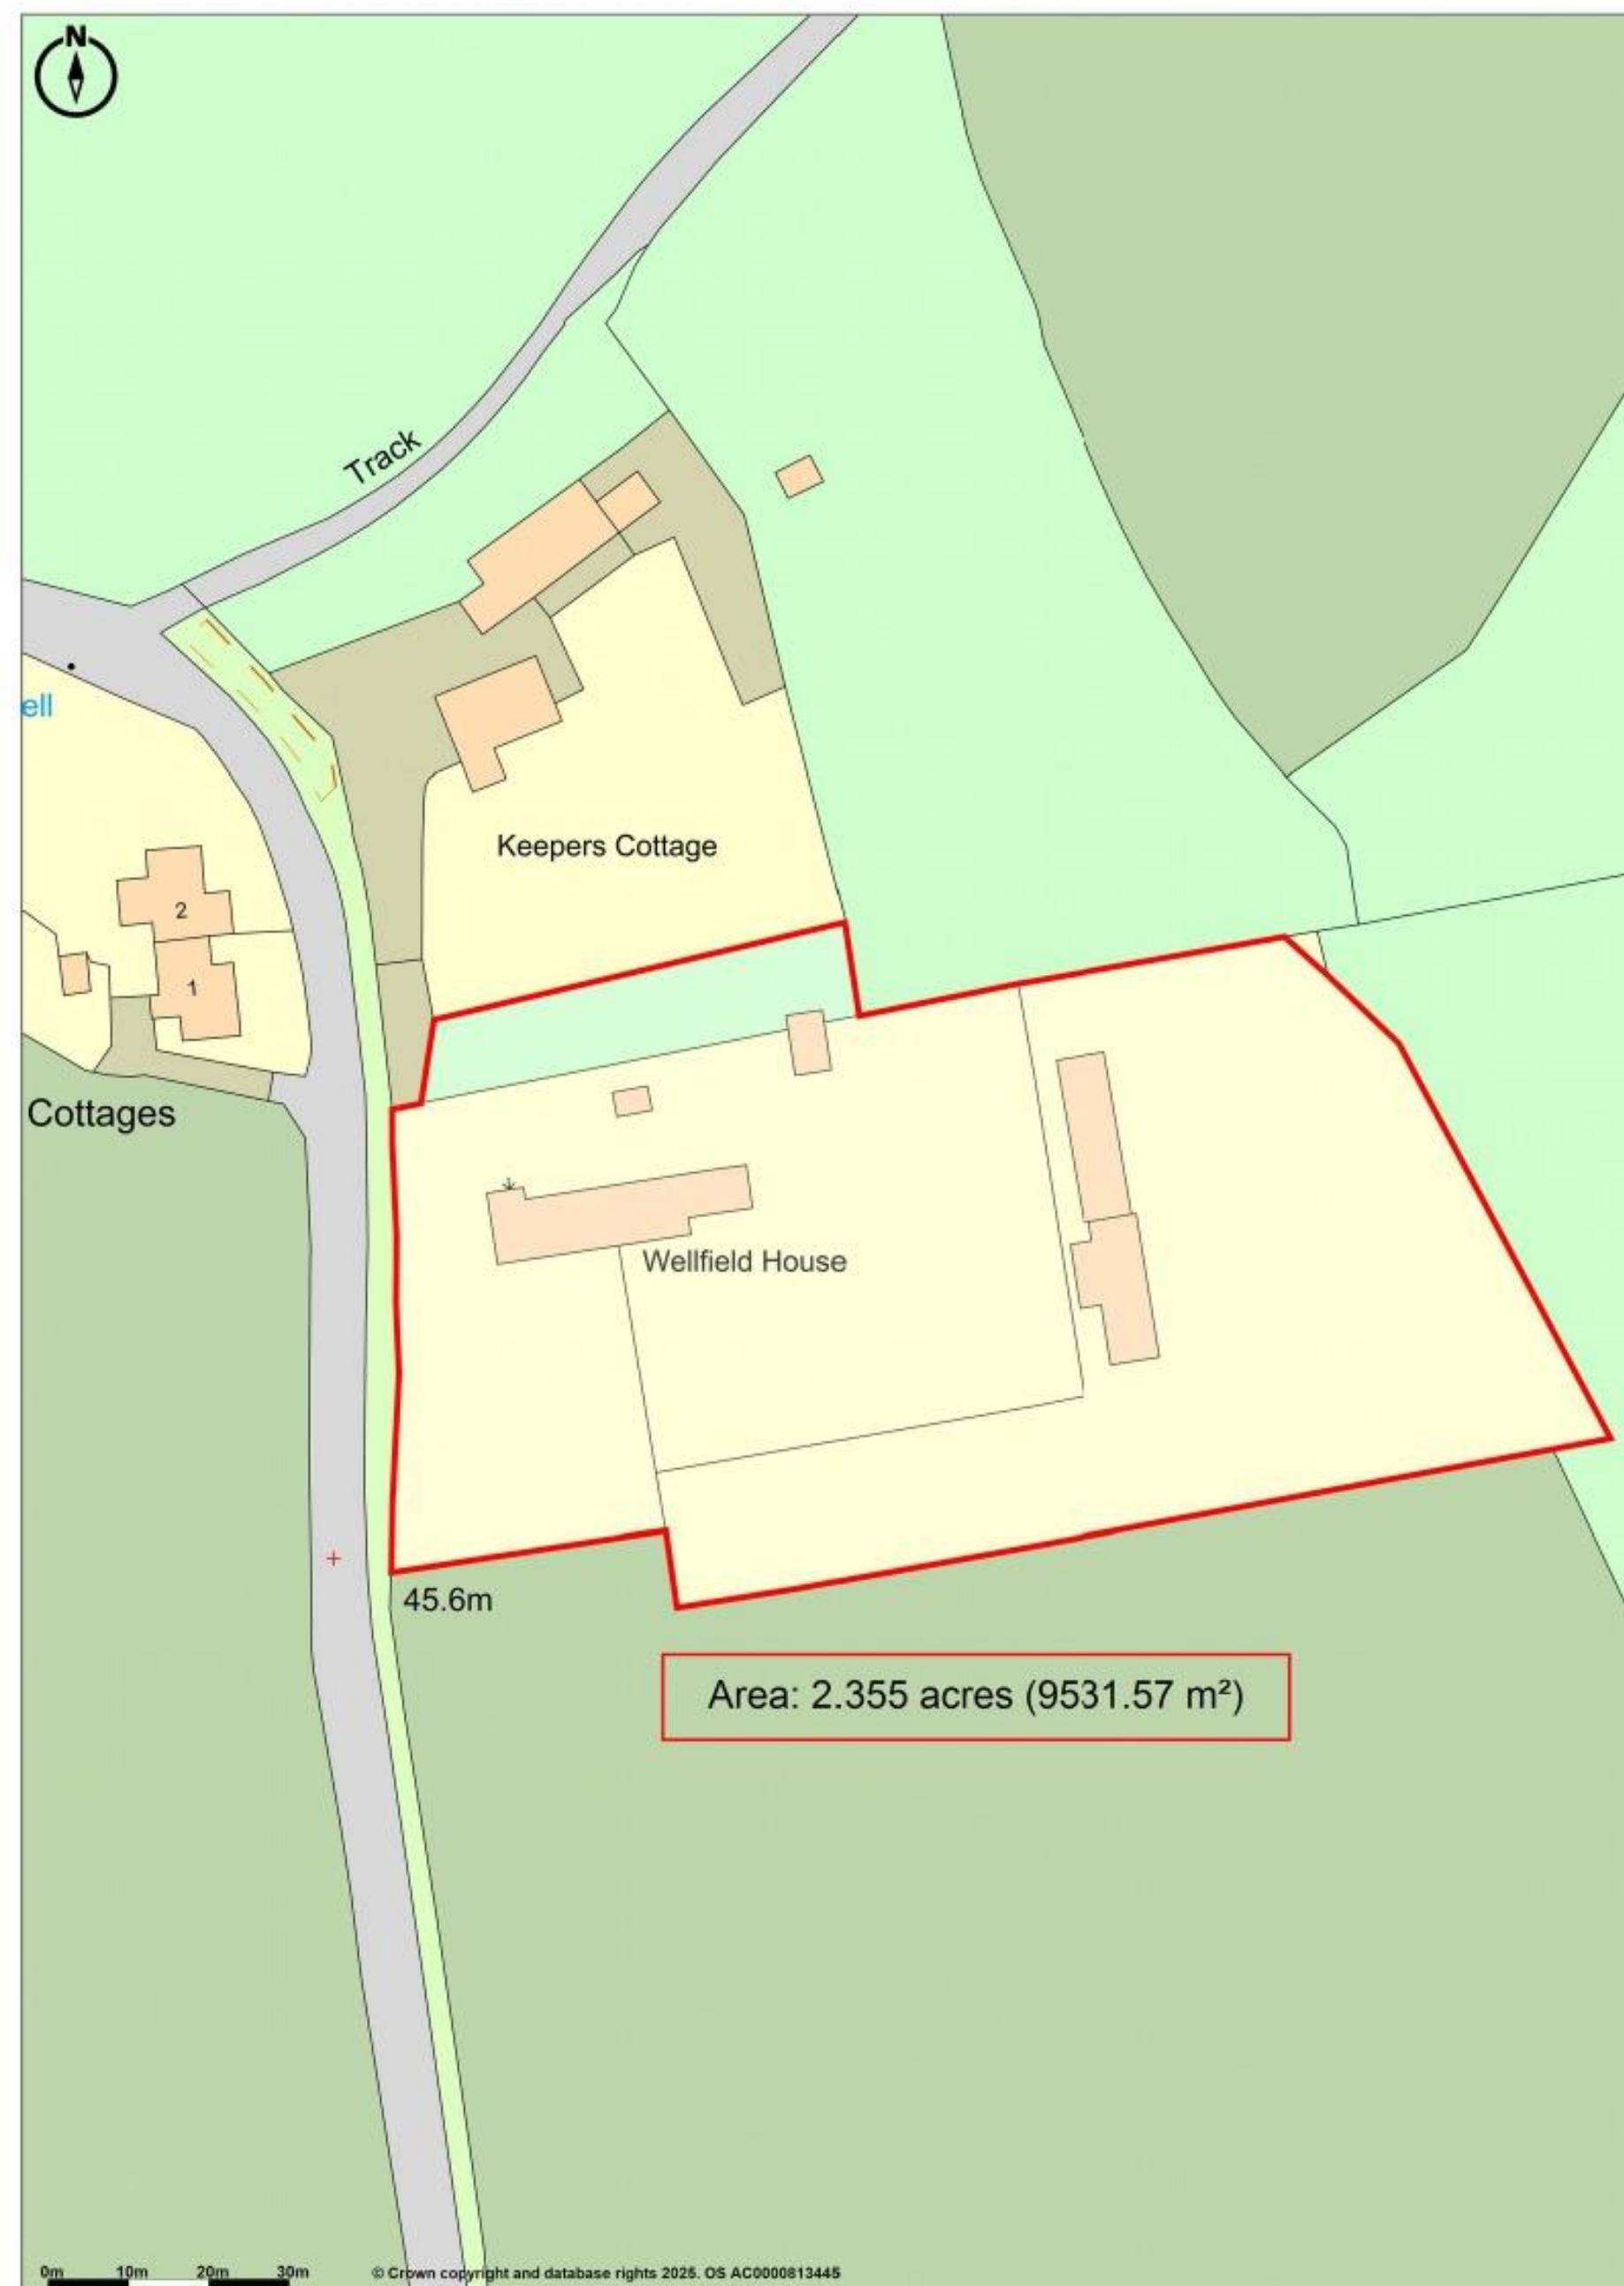 N
Track
ell
Keepers Cottage
2
1
Cottages
Wellfield House
45.6m
Area: 2.355 acres (9531.57 m²)
0m 10m 20m 30m © Crown copyright and database rights 2025. OS AC0000813445